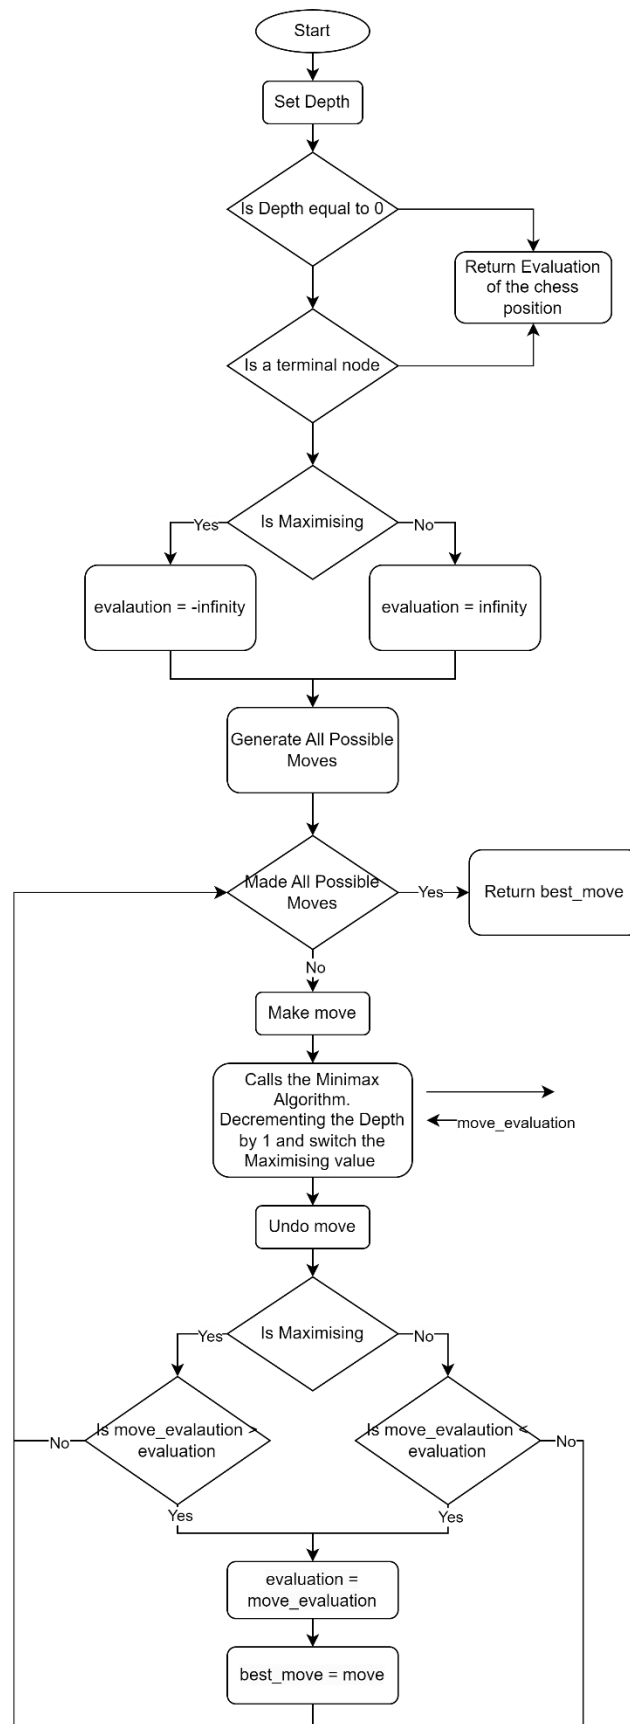 Start
Set Depth
Is Depth equal to 0
Return Evaluation
of the chess
position
Is a terminal node
Is Maximising
Yes
No
evalaution = -infinity
evaluation = infinity
Generate All Possible
Moves
Made All Possible
Moves
Yes
Return best_move
No
Make move
Calls the Minimax
Algorithm.
Decrementing the Depth
by 1 and switch the
Maximising value
move_evaluation
Undo move
Is Maximising
Yes
No
Is move_evalaution >
evaluation
Is move_evalaution <
evaluation
No
No
Yes
Yes
evaluation =
move_evaluation
best_move = move